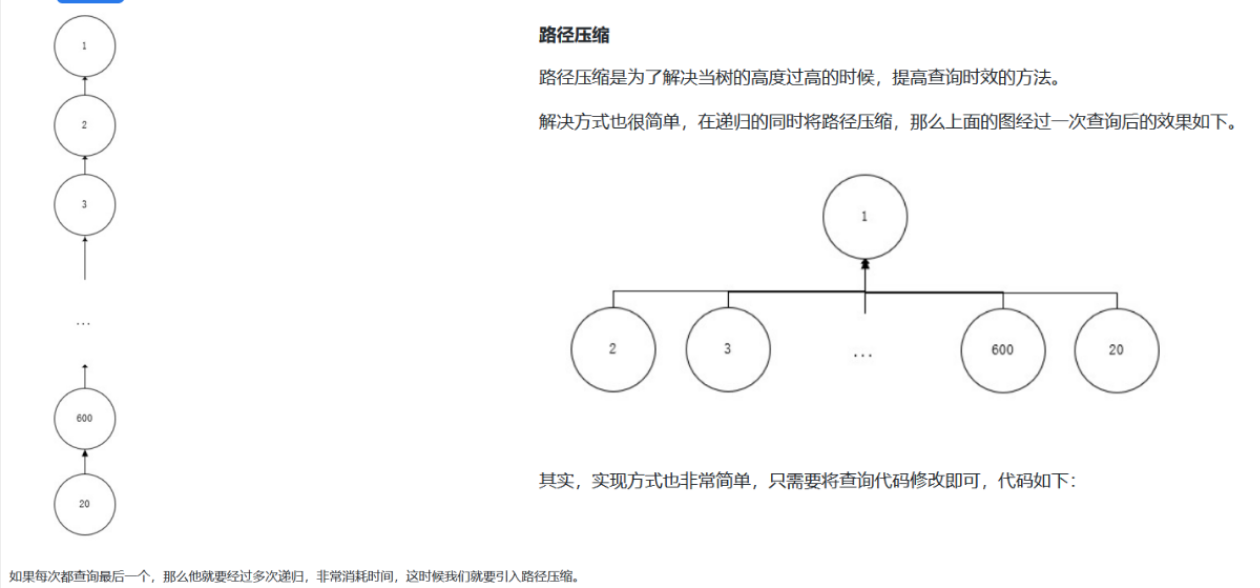 1
2
3
...
600
20
如果每次都查询最后一个，那么他就要经过多次递归，非常消耗时间，这时候我们就要引入路径压缩。
路径压缩
路径压缩是为了解决当树的高度过高的时候，提高查询时效的方法。
解决方式也很简单，在递归的同时将路径压缩，那么上面的图经过一次查询后的效果如下。
1
2 3 ... 600 20
其实，实现方式也非常简单，只需要将查询代码修改即可，代码如下：